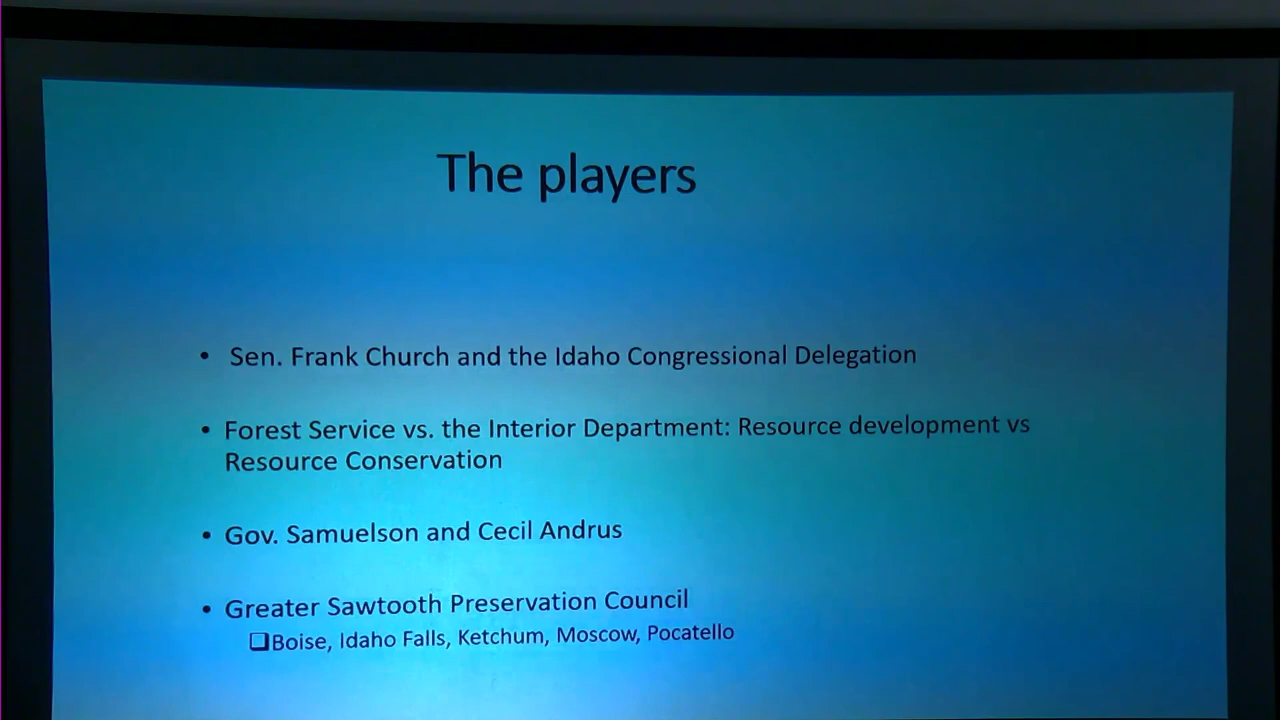 The players
• Sen. Frank Church and the Idaho Congressional Delegation
• Forest Service vs. the Interior Department: Resource development vs
Resource Conservation
• Gov. Samuelson and Cecil Andrus
• Greater Sawtooth Preservation Council
❑Boise, Idaho Falls, Ketchum, Moscow, Pocatello